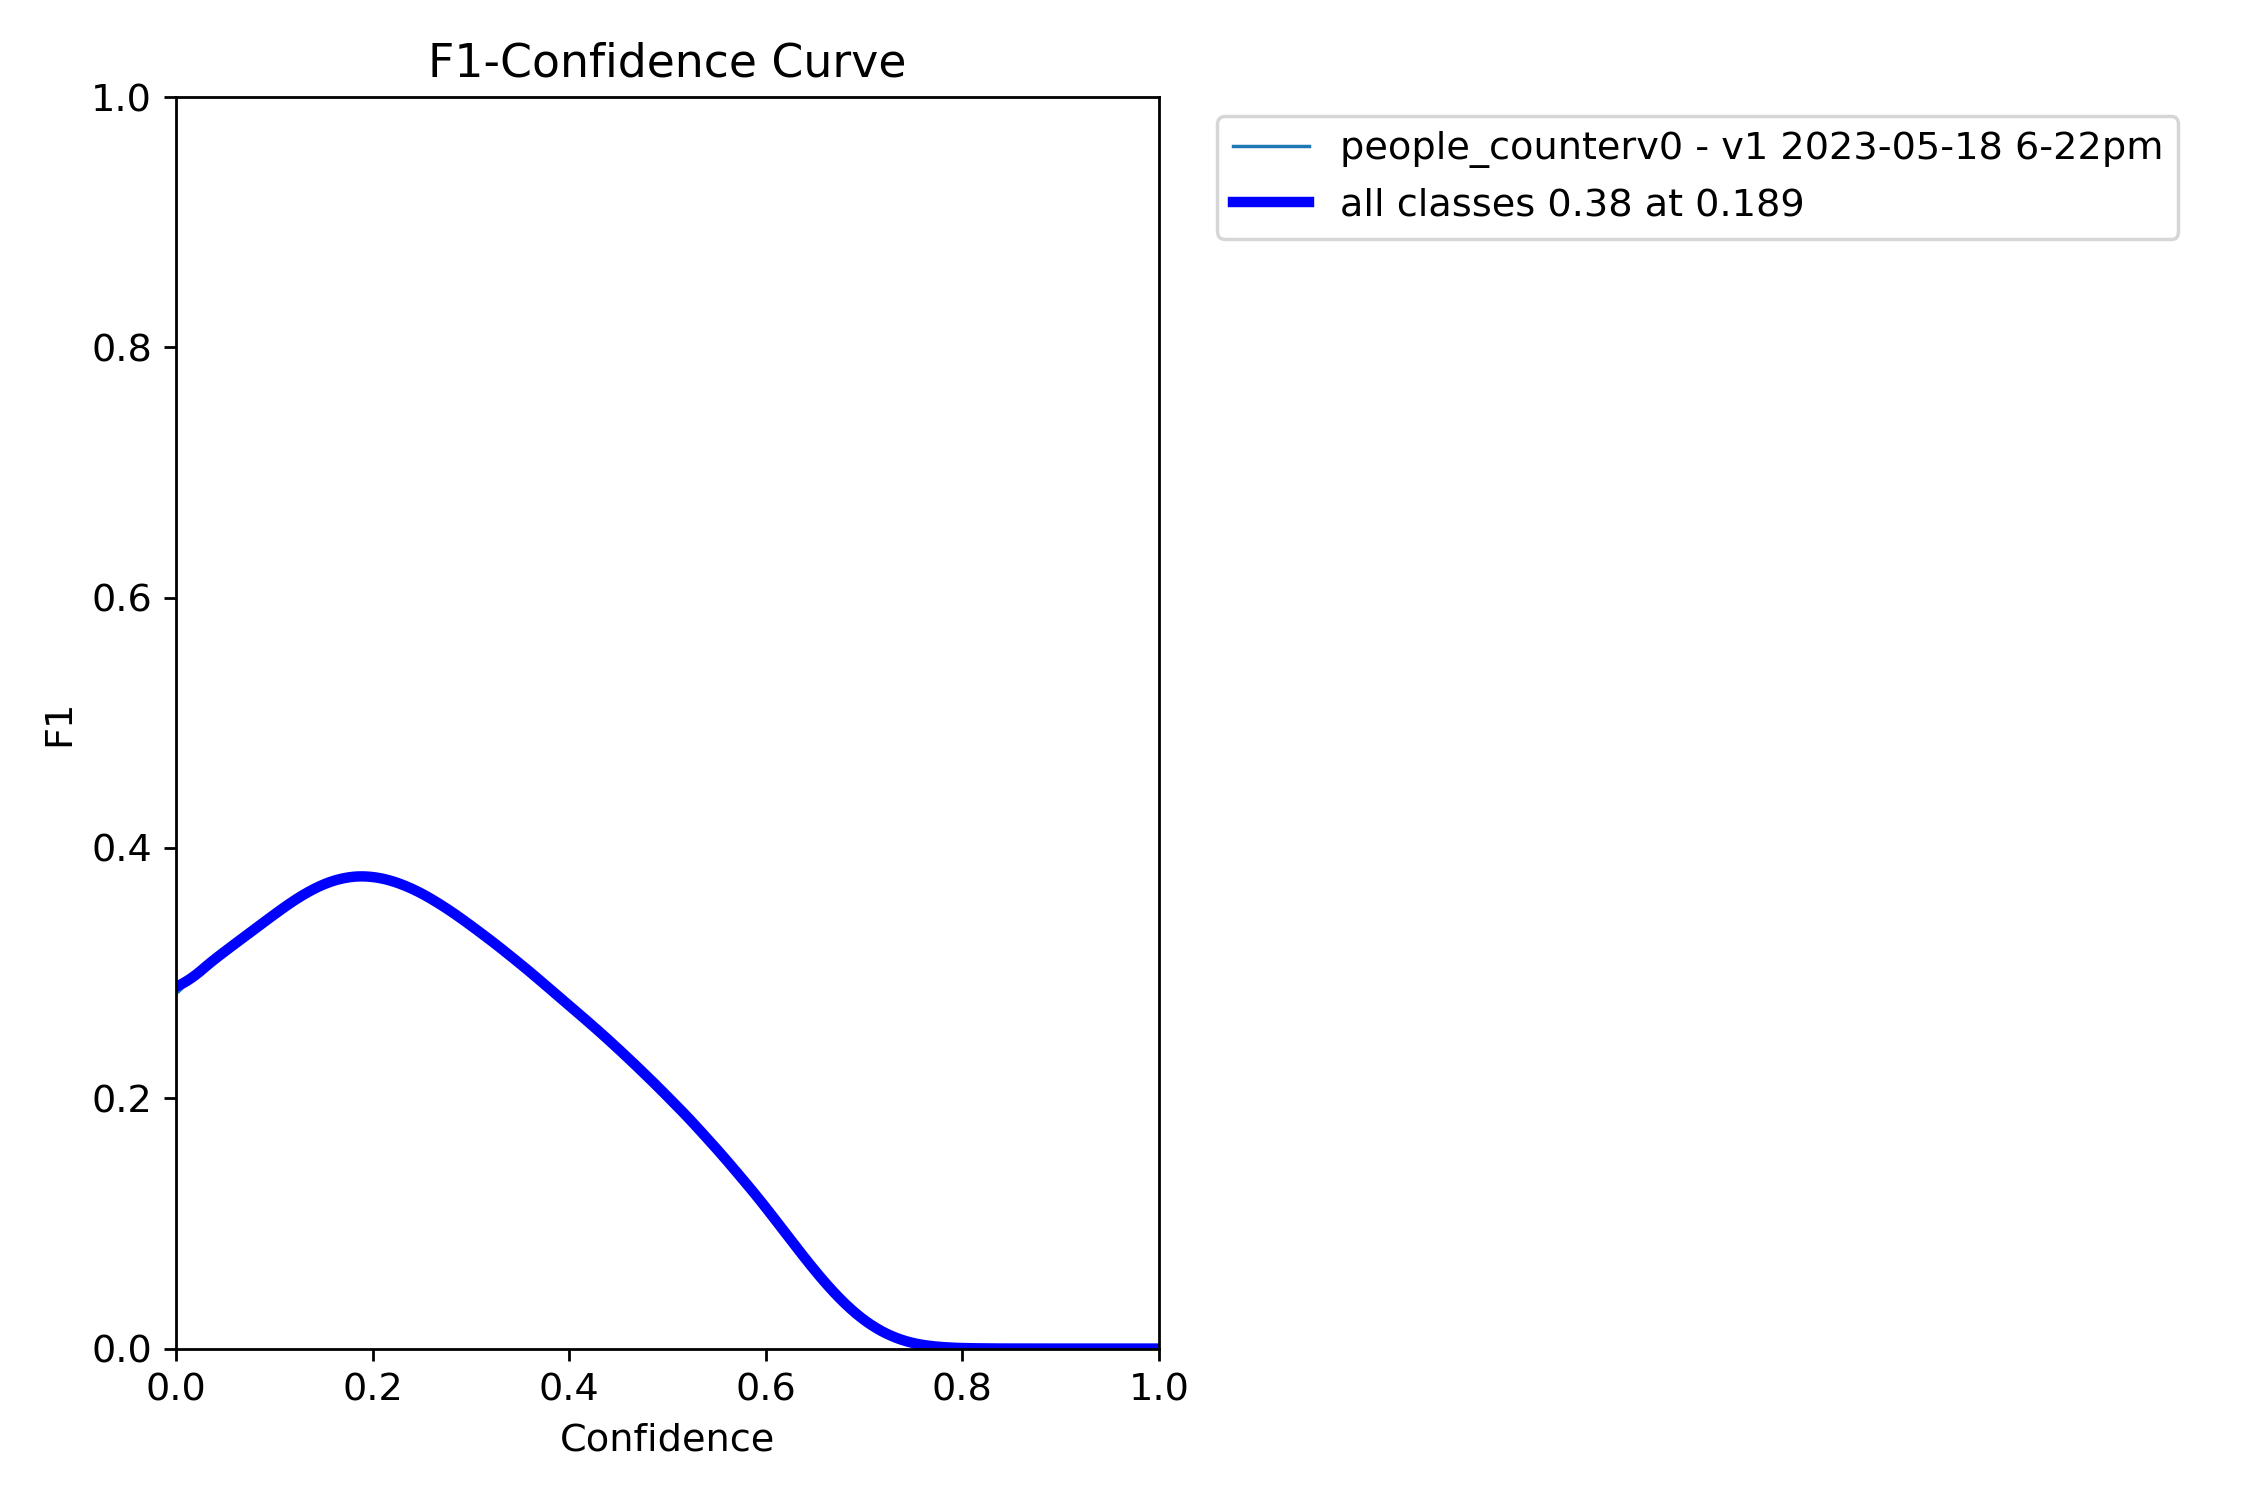 F1-Confidence Curve
1.0
0.8
0.6
0.4
0.2
0.0
F1
0.0 0.2 0.4 0.6 0.8 1.0
Confidence
people_counterv0 - v1 2023-05-18 6-22pm
all classes 0.38 at 0.189